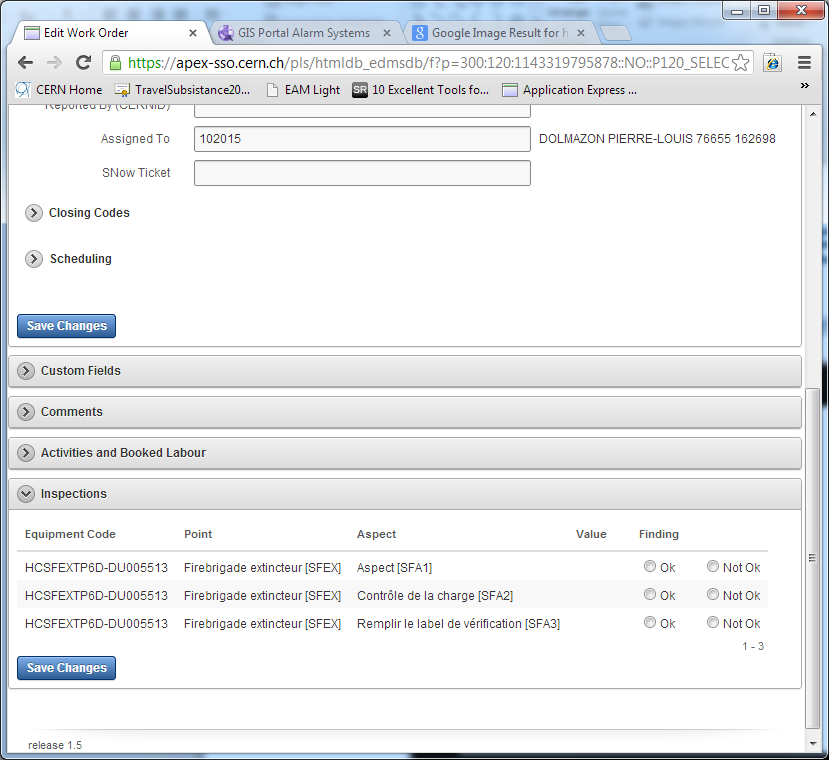 Edit Work Order
GIS Portal Alarm Systems
Google Image Result for h
https://apex-sso.cern.ch/pls/htmldb_edmsdb/f?p=300:120:1143319795878::NO::P120_SELEC
CERN Home
TravelSubsistance20...
EAM Light
SR 10 Excellent Tools fo...
Application Express ...
»
Reported By (CERNID)
Assigned To 102015 DOLMAZON PIERRE-LOUIS 76655 162698
SNow Ticket
Closing Codes
Scheduling
Save Changes
Custom Fields
Comments
Activities and Booked Labour
Inspections
Equipment Code Point Aspect Value Finding
HCSFEXTP6D-DU005513 Firebrigade extincteur [SFEX] Aspect [SFA1] Ok Not Ok
HCSFEXTP6D-DU005513 Firebrigade extincteur [SFEX] Contrôle de la charge [SFA2] Ok Not Ok
HCSFEXTP6D-DU005513 Firebrigade extincteur [SFEX] Remplir le label de vérification [SFA3] Ok Not Ok
1 - 3
Save Changes
release 1.5